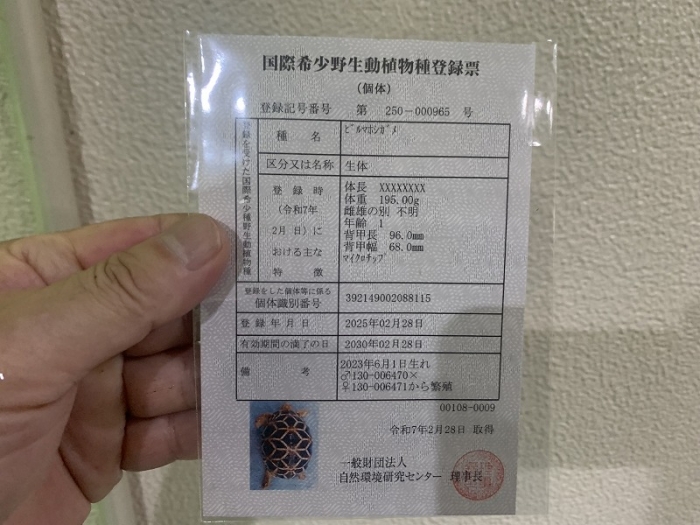 国際希少野生動植物種登録票
(個体)
登録記号番号 第 250-000965 号
登録を受けた国際希少野生動植物種
種 名 ビルマホシガメ
区分又は名称 生体
登録時(令和7年2月 日)における主な特徴
体長 XXXXXXXX
体重 195.00g
雌雄の別 不明
年齢 1
背甲長 96.0mm
背甲幅 68.0mm
マイクロチップ
登録をした個体等に係る
個体識別番号 392149002088115
登録年月日 2025年02月28日
有効期間の満了の日 2030年02月28日
備 考 2023年6月1日生れ
♂130-006470×
♀130-006471から繁殖
00108-0009
令和7年2月28日 取得
一般財団法人
自然環境研究センター 理事長